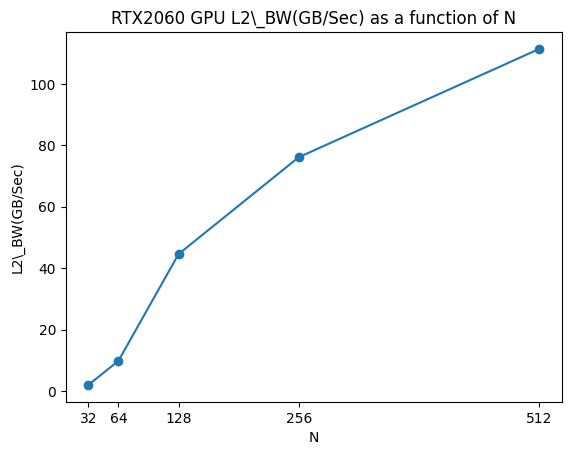 RTX2060 GPU L2\_BW(GB/Sec) as a function of N
L2\_BW(GB/Sec)
100
80
60
40
20
0
32 64 128 256 512
N